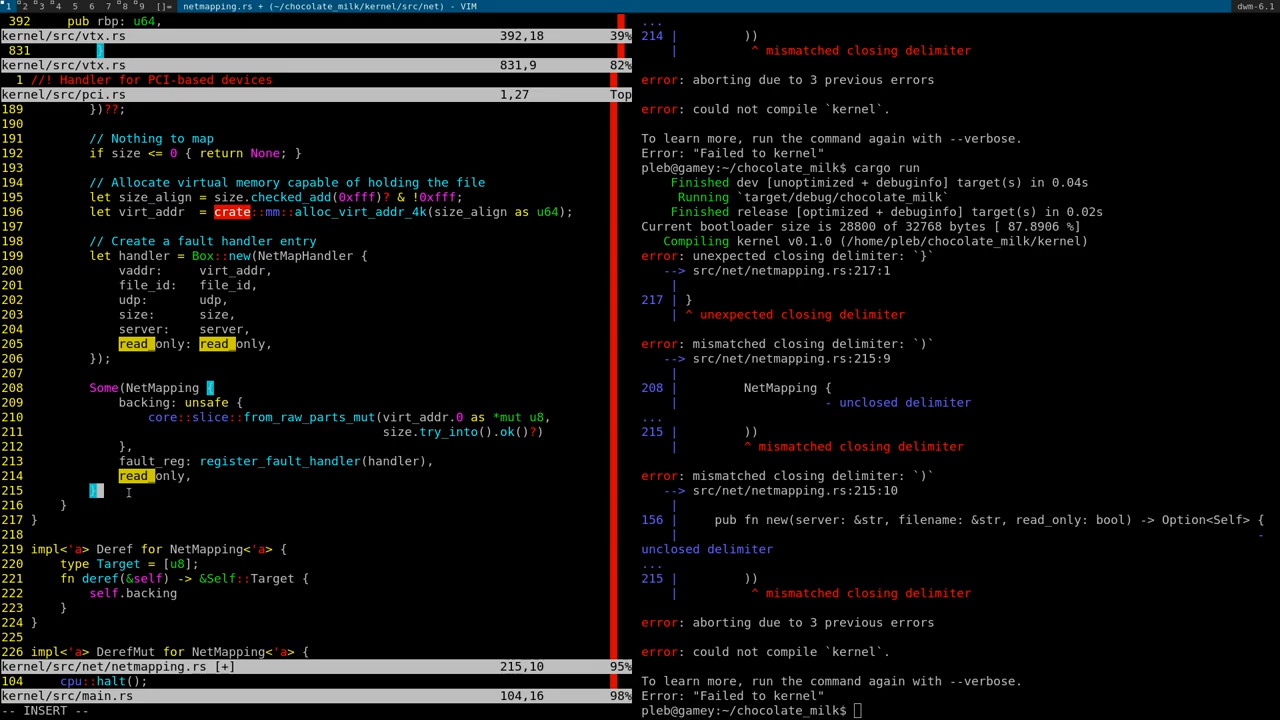 1 2 3 4 5 6 7 8 9 []= netmapping.rs + (~/chocolate_milk/kernel/src/net) - VIM dwm-6.1
392     pub rbp: u64,
kernel/src/vtx.rs 392,18 39%
831         }
kernel/src/vtx.rs 831,9 82%
1 //! Handler for PCI-based devices
kernel/src/pci.rs 1,27 Top
189         })??;
190
191         // Nothing to map
192         if size <= 0 { return None; }
193
194         // Allocate virtual memory capable of holding the file
195         let size_align = size.checked_add(0xfff)? & !0xfff;
196         let virt_addr  = crate::mm::alloc_virt_addr_4k(size_align as u64);
197
198         // Create a fault handler entry
199         let handler = Box::new(NetMapHandler {
200             vaddr:     virt_addr,
201             file_id:   file_id,
202             udp:       udp,
203             size:      size,
204             server:    server,
205             read_only: read_only,
206         });
207
208         Some(NetMapping {
209             backing: unsafe {
210                 core::slice::from_raw_parts_mut(virt_addr.0 as *mut u8,
211                                                 size.try_into().ok()?)
212             },
213             fault_reg: register_fault_handler(handler),
214             read_only,
215         }
216     }
217 }
218
219 impl<'a> Deref for NetMapping<'a> {
220     type Target = [u8];
221     fn deref(&self) -> &Self::Target {
222         self.backing
223     }
224 }
225
226 impl<'a> DerefMut for NetMapping<'a> {
kernel/src/net/netmapping.rs [+] 215,10 95%
104     cpu::halt();
kernel/src/main.rs 104,16 98%
-- INSERT --
...
214 |         ))
    |          ^ mismatched closing delimiter

error: aborting due to 3 previous errors

error: could not compile `kernel`.

To learn more, run the command again with --verbose.
Error: "Failed to kernel"
pleb@gamey:~/chocolate_milk$ cargo run
    Finished dev [unoptimized + debuginfo] target(s) in 0.04s
     Running `target/debug/chocolate_milk`
    Finished release [optimized + debuginfo] target(s) in 0.02s
Current bootloader size is 28800 of 32768 bytes [ 87.8906 %]
   Compiling kernel v0.1.0 (/home/pleb/chocolate_milk/kernel)
error: unexpected closing delimiter: `}`
   --> src/net/netmapping.rs:217:1
    |
217 | }
    | ^ unexpected closing delimiter

error: mismatched closing delimiter: `)`
   --> src/net/netmapping.rs:215:9
    |
208 |         NetMapping {
    |                    - unclosed delimiter
...
215 |         ))
    |         ^ mismatched closing delimiter

error: mismatched closing delimiter: `)`
   --> src/net/netmapping.rs:215:10
    |
156 |     pub fn new(server: &str, filename: &str, read_only: bool) -> Option<Self> {
    |                                                                               -
unclosed delimiter
...
215 |         ))
    |          ^ mismatched closing delimiter

error: aborting due to 3 previous errors

error: could not compile `kernel`.

To learn more, run the command again with --verbose.
Error: "Failed to kernel"
pleb@gamey:~/chocolate_milk$